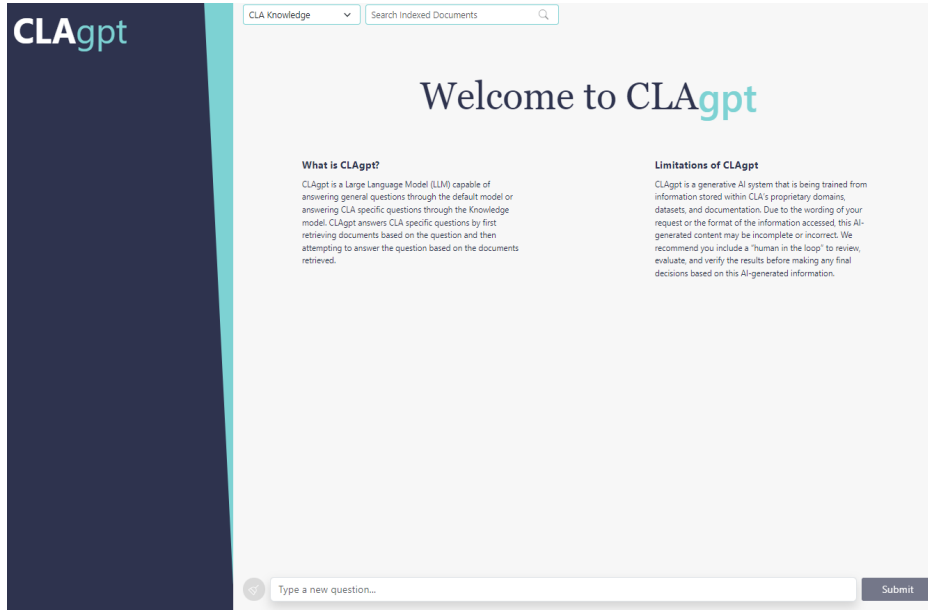 CLAgpt
CLA Knowledge
Search Indexed Documents
Welcome to CLAgpt
What is CLAgpt?
CLAgpt is a Large Language Model (LLM) capable of
answering general questions through the default model or
answering CLA specific questions through the Knowledge
model. CLAgpt answers CLA specific questions by first
retrieving documents based on the question and then
attempting to answer the question based on the documents
retrieved.
Limitations of CLAgpt
CLAgpt is a generative AI system that is being trained from
information stored within CLA's proprietary domains,
datasets, and documentation. Due to the wording of your
request or the format of the information accessed, this AI-
generated content may be incomplete or incorrect. We
recommend you include a "human in the loop" to review,
evaluate, and verify the results before making any final
decisions based on this AI-generated information.
Type a new question...
Submit